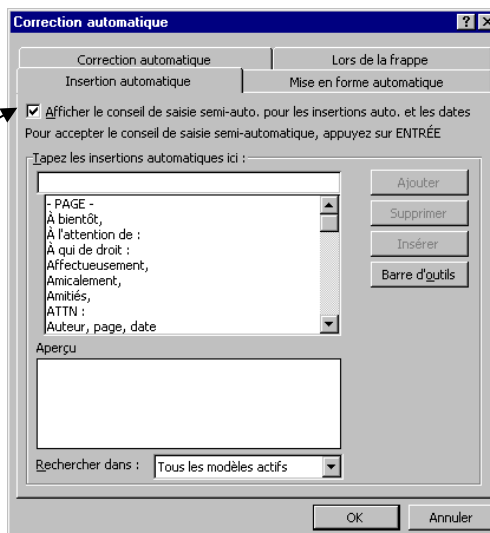 Correction automatique
Correction automatique
Lors de la frappe
Insertion automatique
Mise en forme automatique
Afficher le conseil de saisie semi-auto. pour les insertions auto. et les dates
Pour accepter le conseil de saisie semi-automatique, appuyez sur ENTRÉE
Tapez les insertions automatiques ici :
- PAGE -
À bientôt,
À l'attention de :
À qui de droit :
Affectueusement,
Amicalement,
Amitiés,
ATTN :
Auteur, page, date
Ajouter
Supprimer
Insérer
Barre d'outils
Aperçu
Rechercher dans :
Tous les modèles actifs
OK
Annuler